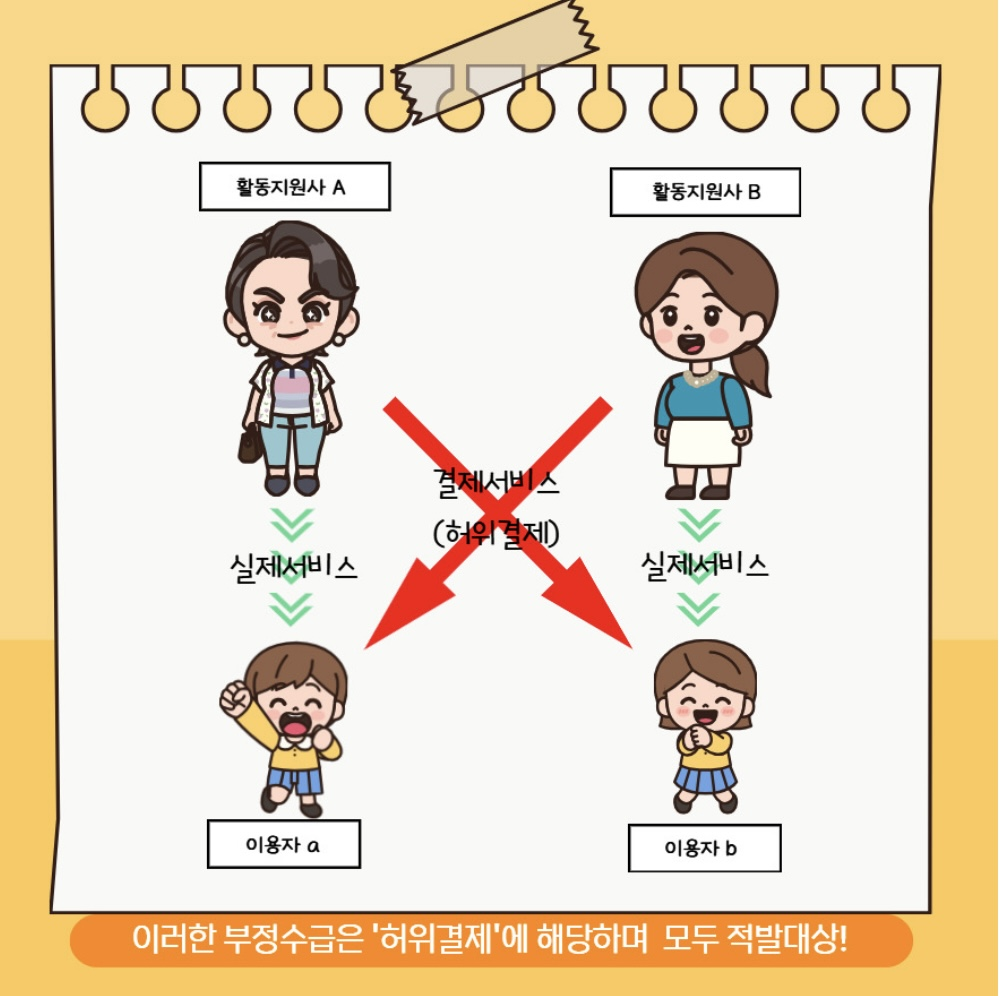 활동지원사 A
활동지원사 B
결제서비스
(허위결제)
실제서비스
실제서비스
이용자 a
이용자 b
이러한 부정수급은 '허위결제'에 해당하며 모두 적발대상!